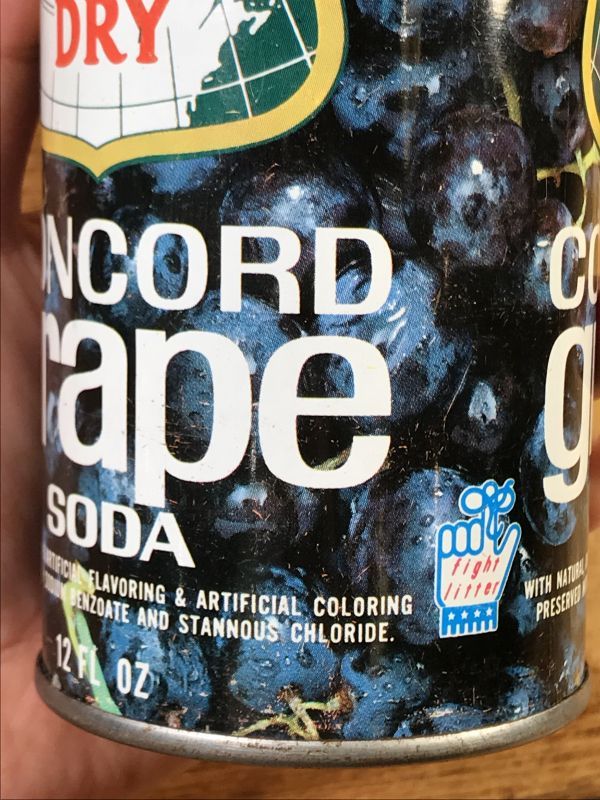 DRY
NCORD
rape
SODA
FLAVORING & ARTIFICIAL COLORING
BENZOATE AND STANNOUS CHLORIDE.
12 FL OZ
fight
litter
CO
g
WITH NATURAL
PRESERVED